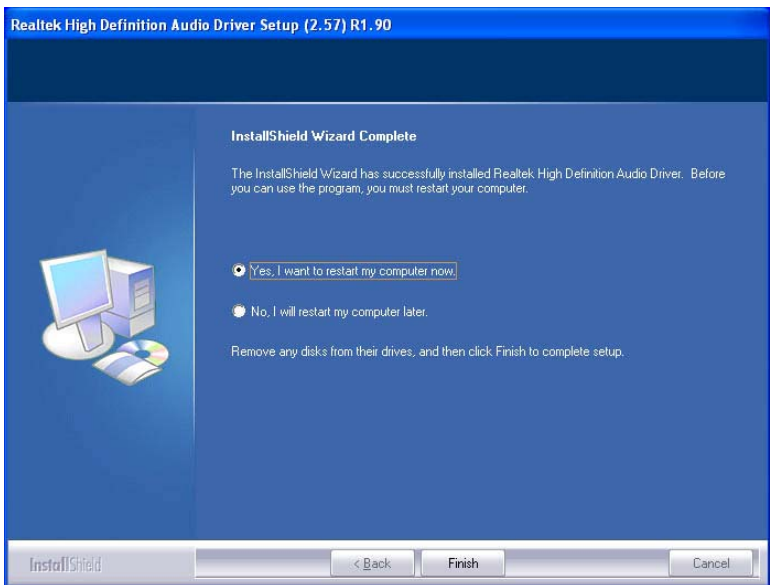 Realtek High Definition Audio Driver Setup (2.57) R1.90
InstallShield Wizard Complete
The InstallShield Wizard has successfully installed Realtek High Definition Audio Driver. Before
you can use the program, you must restart your computer.
Yes, I want to restart my computer now.
No, I will restart my computer later.
Remove any disks from their drives, and then click Finish to complete setup.
InstallShield
< Back
Finish
Cancel